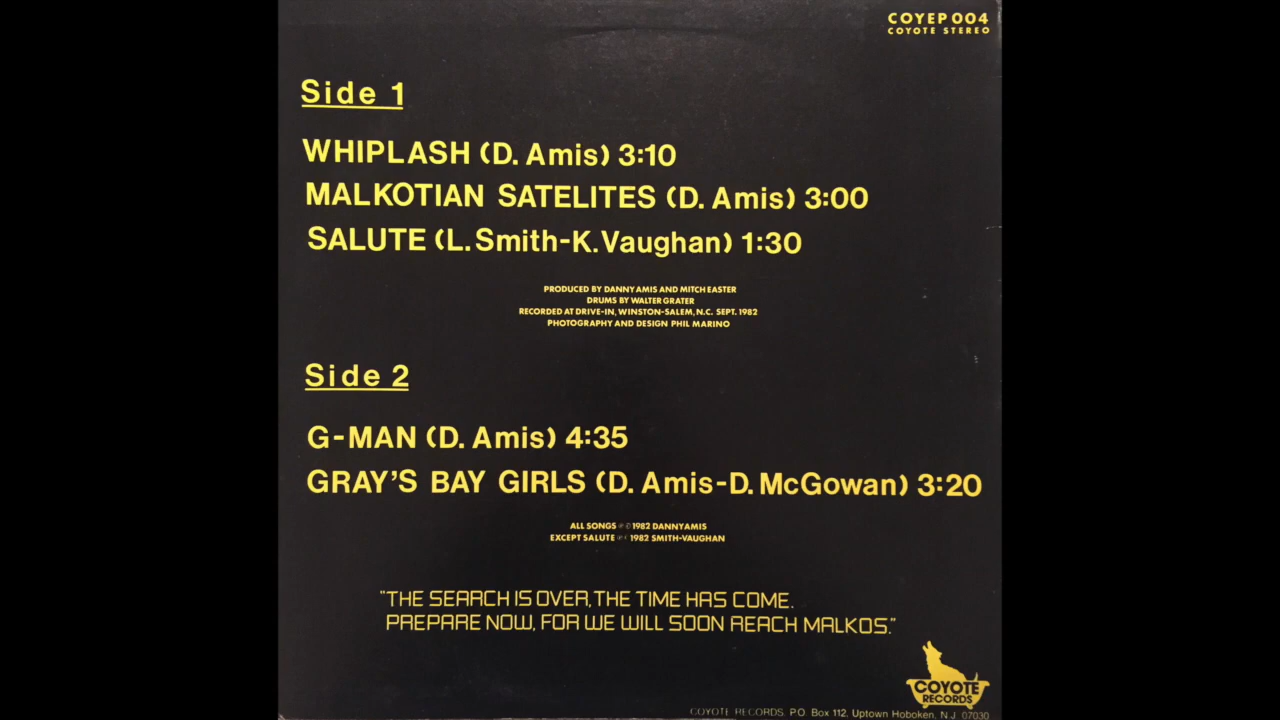 COYEP004
COYOTE STEREO
Side 1
WHIPLASH (D. Amis) 3:10
MALKOTIAN SATELITES (D. Amis) 3:00
SALUTE (L. Smith-K. Vaughan) 1:30
PRODUCED BY DANNY AMIS AND MITCH EASTER
DRUMS BY WALTER GRATER
RECORDED AT DRIVE-IN, WINSTON-SALEM, N.C. SEPT. 1982
PHOTOGRAPHY AND DESIGN PHIL MARINO
Side 2
G-MAN (D. Amis) 4:35
GRAY'S BAY GIRLS (D. Amis-D. McGowan) 3:20
ALL SONGS ℗ © 1982 DANNYAMIS
EXCEPT SALUTE ℗ © 1982 SMITH-VAUGHAN
"THE SEARCH IS OVER, THE TIME HAS COME.
PREPARE NOW, FOR WE WILL SOON REACH MALKOS."
COYOTE
RECORDS
COYOTE RECORDS. P.O. Box 112, Uptown Hoboken, N.J. 07030